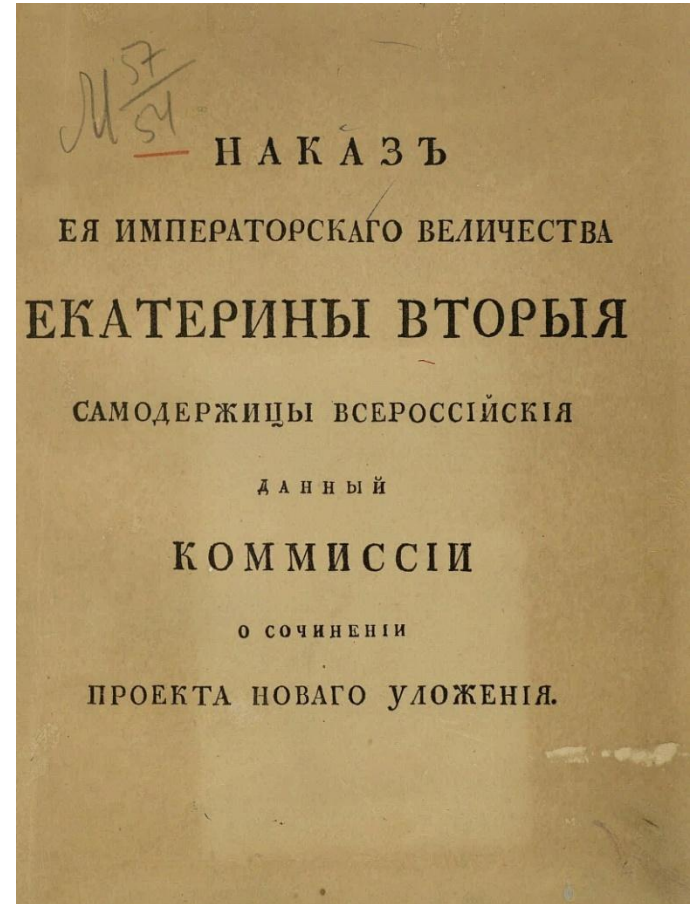 М 57/54
НАКАЗЪ
ЕЯ ИМПЕРАТОРСКАГО ВЕЛИЧЕСТВА
ЕКАТЕРИНЫ ВТОРЫЯ
САМОДЕРЖИЦЫ ВСЕРОССІЙСКІЯ
ДАННЫЙ
КОММИССІИ
О СОЧИНЕНІИ
ПРОЕКТА НОВАГО УЛОЖЕНІЯ.